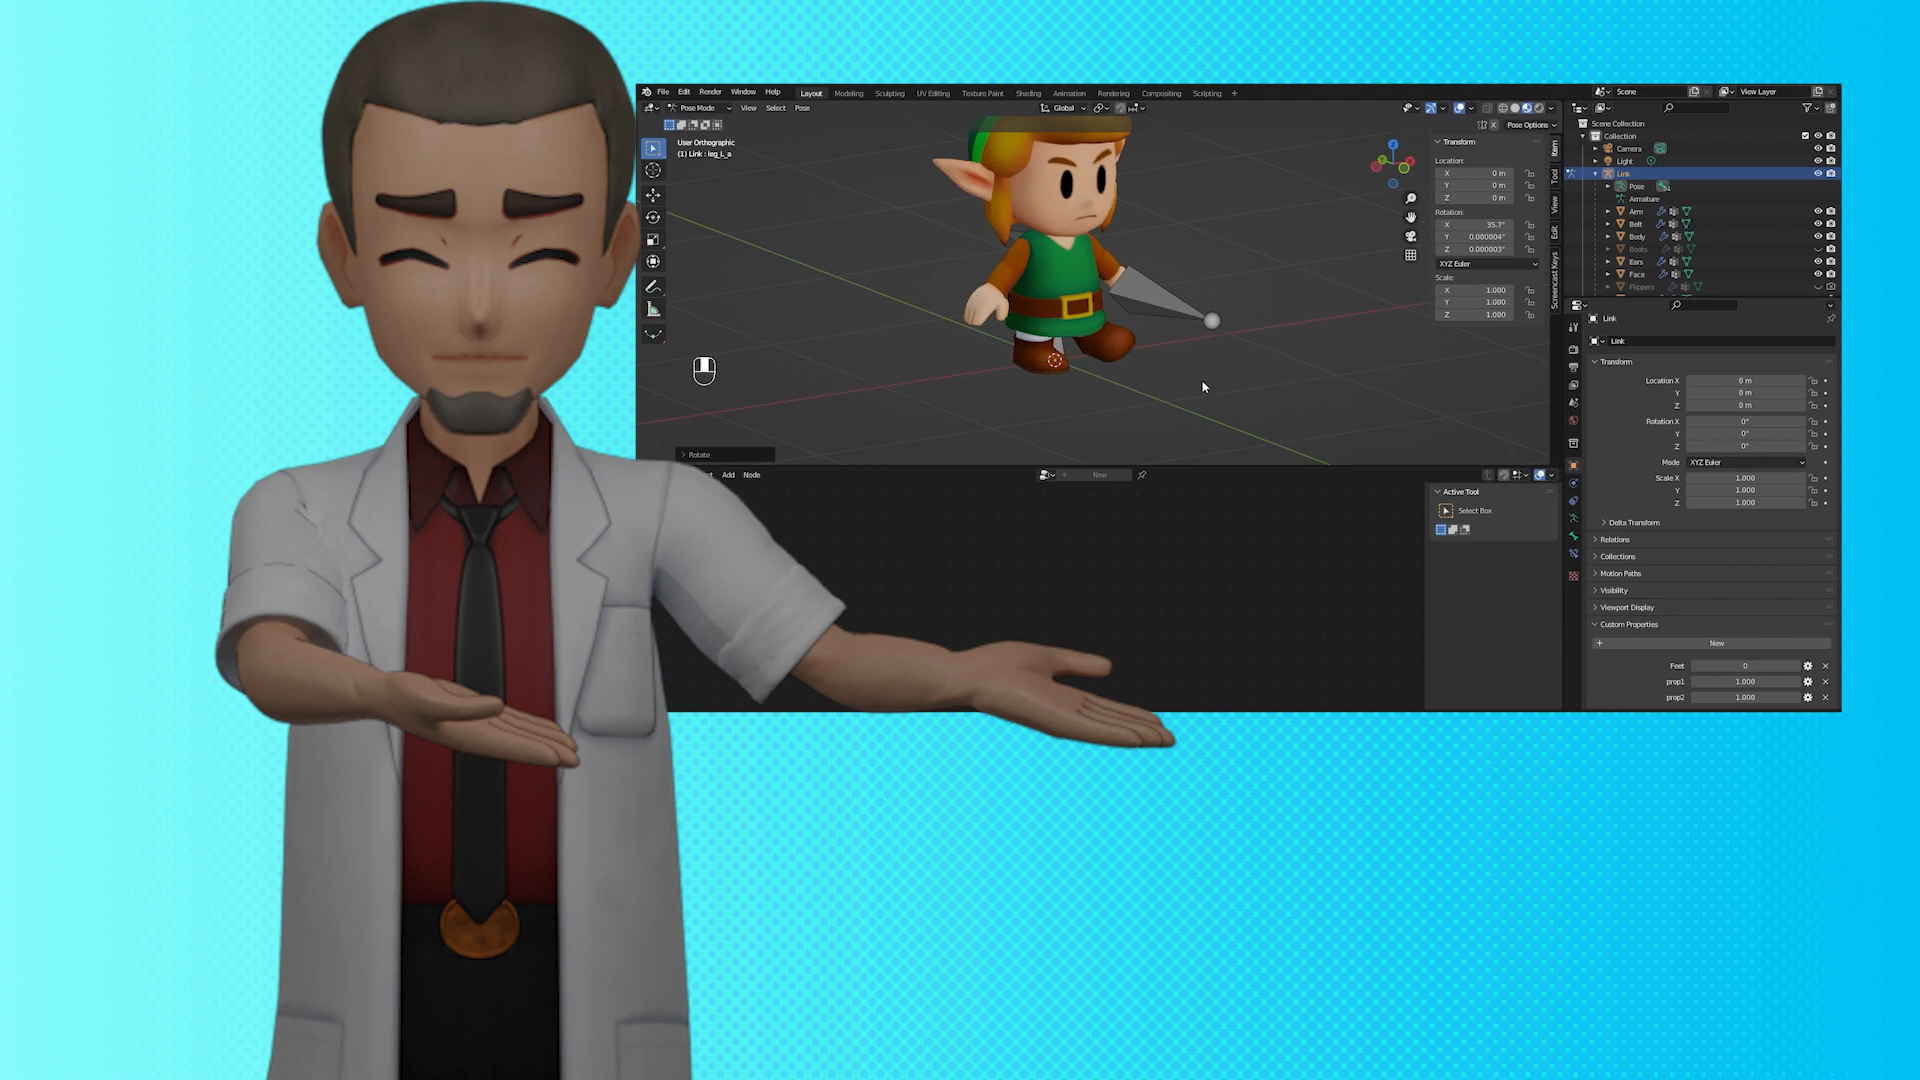 File Edit Render Window Help Layout Modeling Sculpting UV Editing Texture Paint Shading Animation Rendering Compositing Scripting +
Scene View Layer
Pose Mode View Select Pose Global
Pose Options
User Orthographic
(1) Link : leg_L_a
Transform
Location:
X 0 m
Y 0 m
Z 0 m
Rotation:
X 35.7°
Y 0.000004°
Z 0.000003°
XYZ Euler
Scale:
X 1.000
Y 1.000
Z 1.000
Item
Tool
View
Edit
Screencast Keys
Rotate
Add Node New
Active Tool
Select Box
Scene Collection
Collection
Camera
Light
Link
Pose
Armature
Arm
Belt
Body
Boots
Ears
Face
Flippers
Link
Link
Transform
Location X 0 m
Y 0 m
Z 0 m
Rotation X 0°
Y 0°
Z 0°
Mode XYZ Euler
Scale X 1.000
Y 1.000
Z 1.000
Delta Transform
Relations
Collections
Motion Paths
Visibility
Viewport Display
Custom Properties
New
Feet 0
prop1 1.000
prop2 1.000